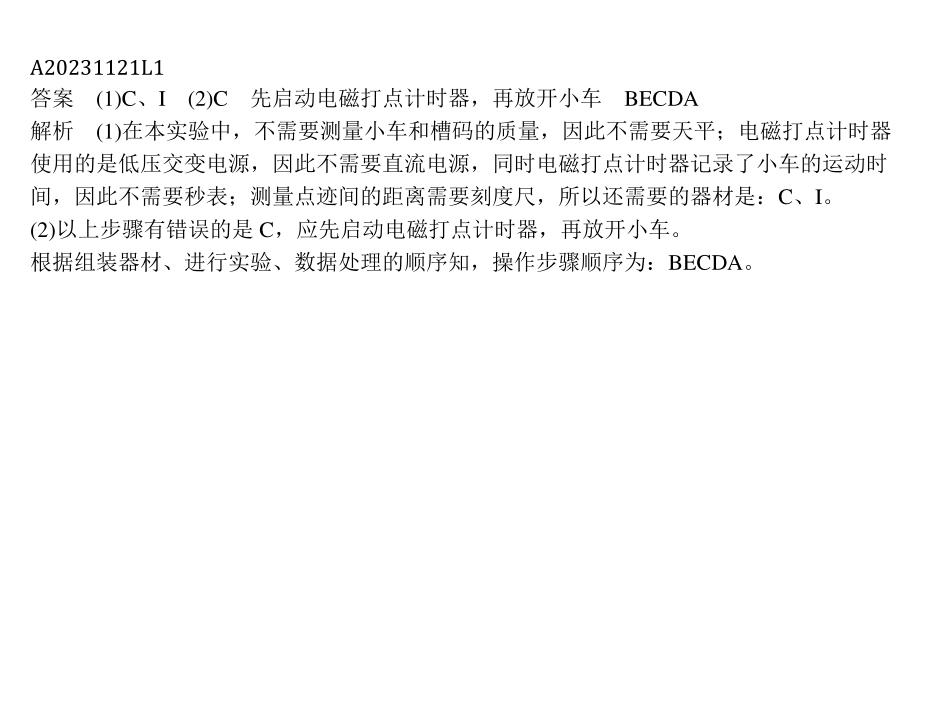 A20231121L1
答案 (1)C、I (2)C 先启动电磁打点计时器，再放开小车 BECDA
解析 (1)在本实验中，不需要测量小车和槽码的质量，因此不需要天平；电磁打点计时器
使用的是低压交变电源，因此不需要直流电源，同时电磁打点计时器记录了小车的运动时
间，因此不需要秒表；测量点迹间的距离需要刻度尺，所以还需要的器材是：C、I。
(2)以上步骤有错误的是 C，应先启动电磁打点计时器，再放开小车。
根据组装器材、进行实验、数据处理的顺序知，操作步骤顺序为：BECDA。